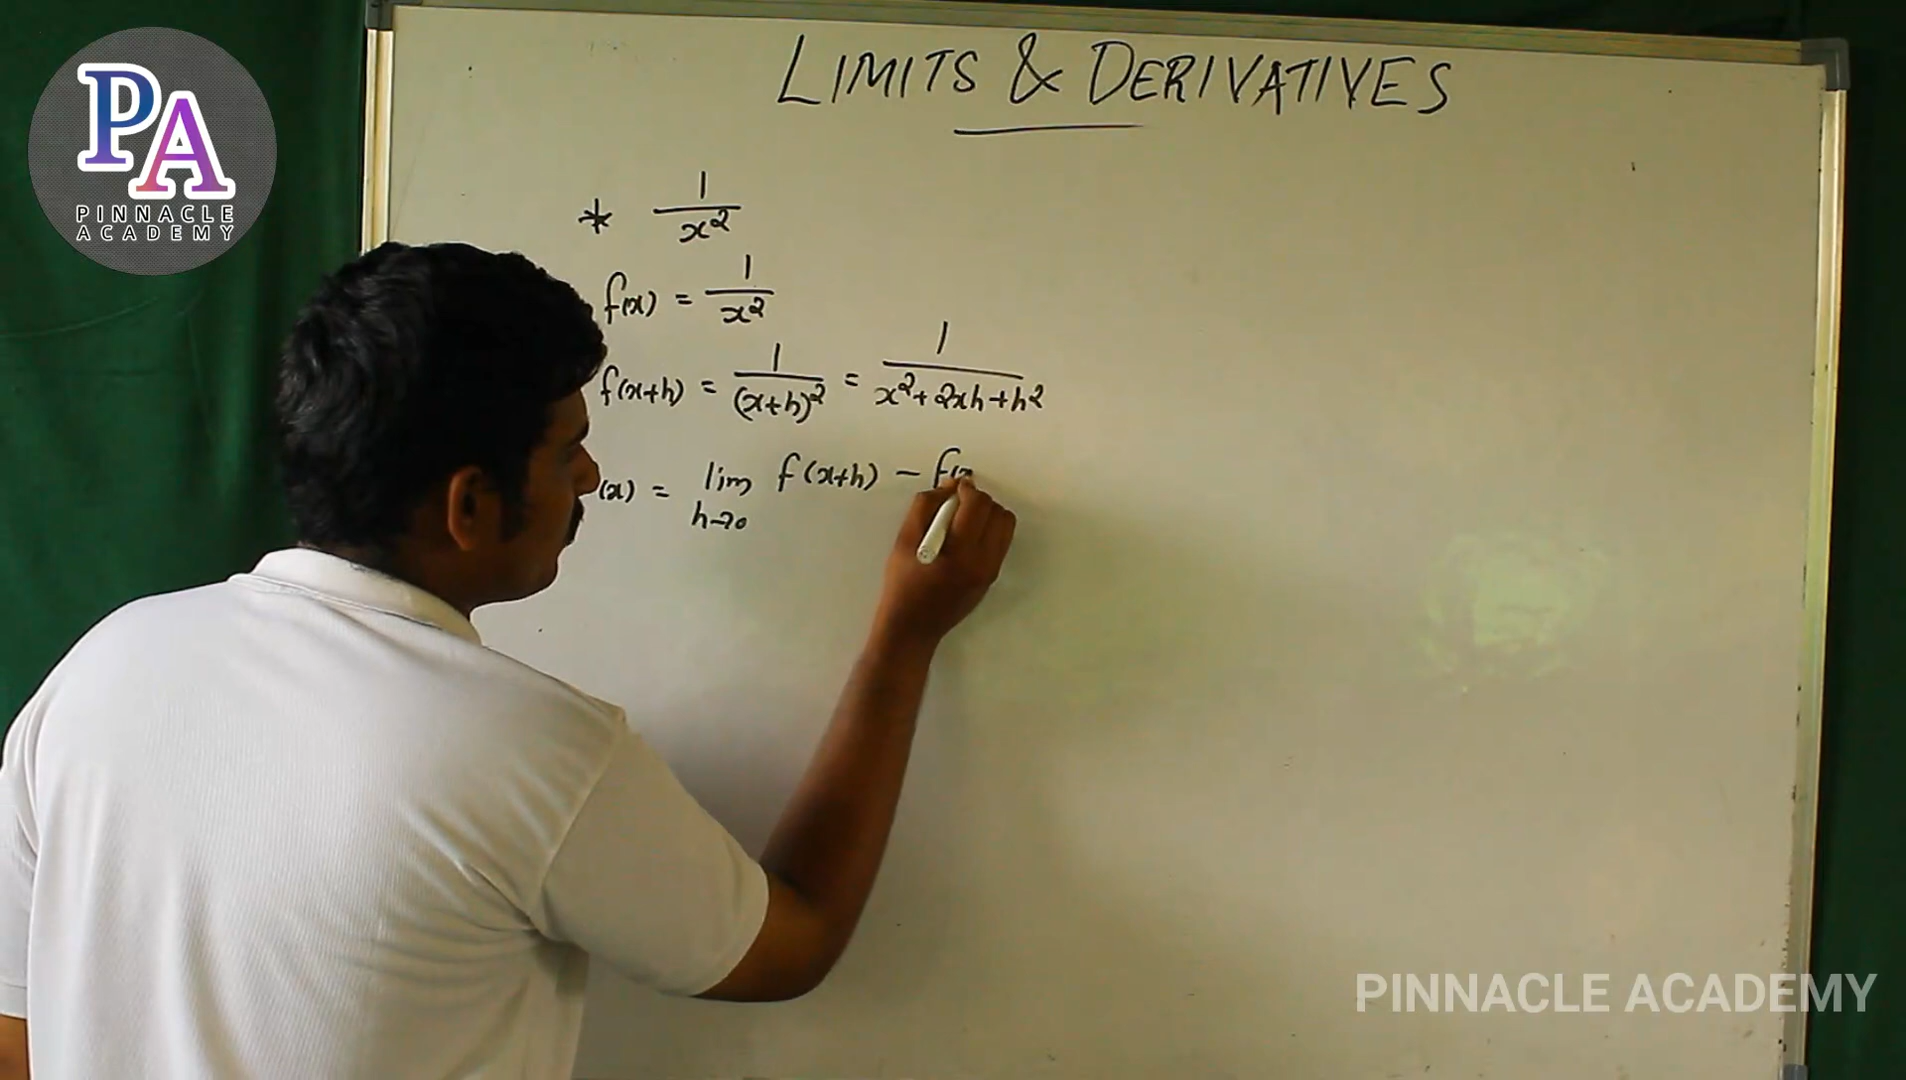 PA
PINNACLE
ACADEMY
LIMITS & DERIVATIVES
* 1/x²
f(x) = 1/x²
f(x+h) = 1/(x+h)² = 1/x²+2xh+h²
(x) = lim h→0 f(x+h) - f(x
PINNACLE ACADEMY